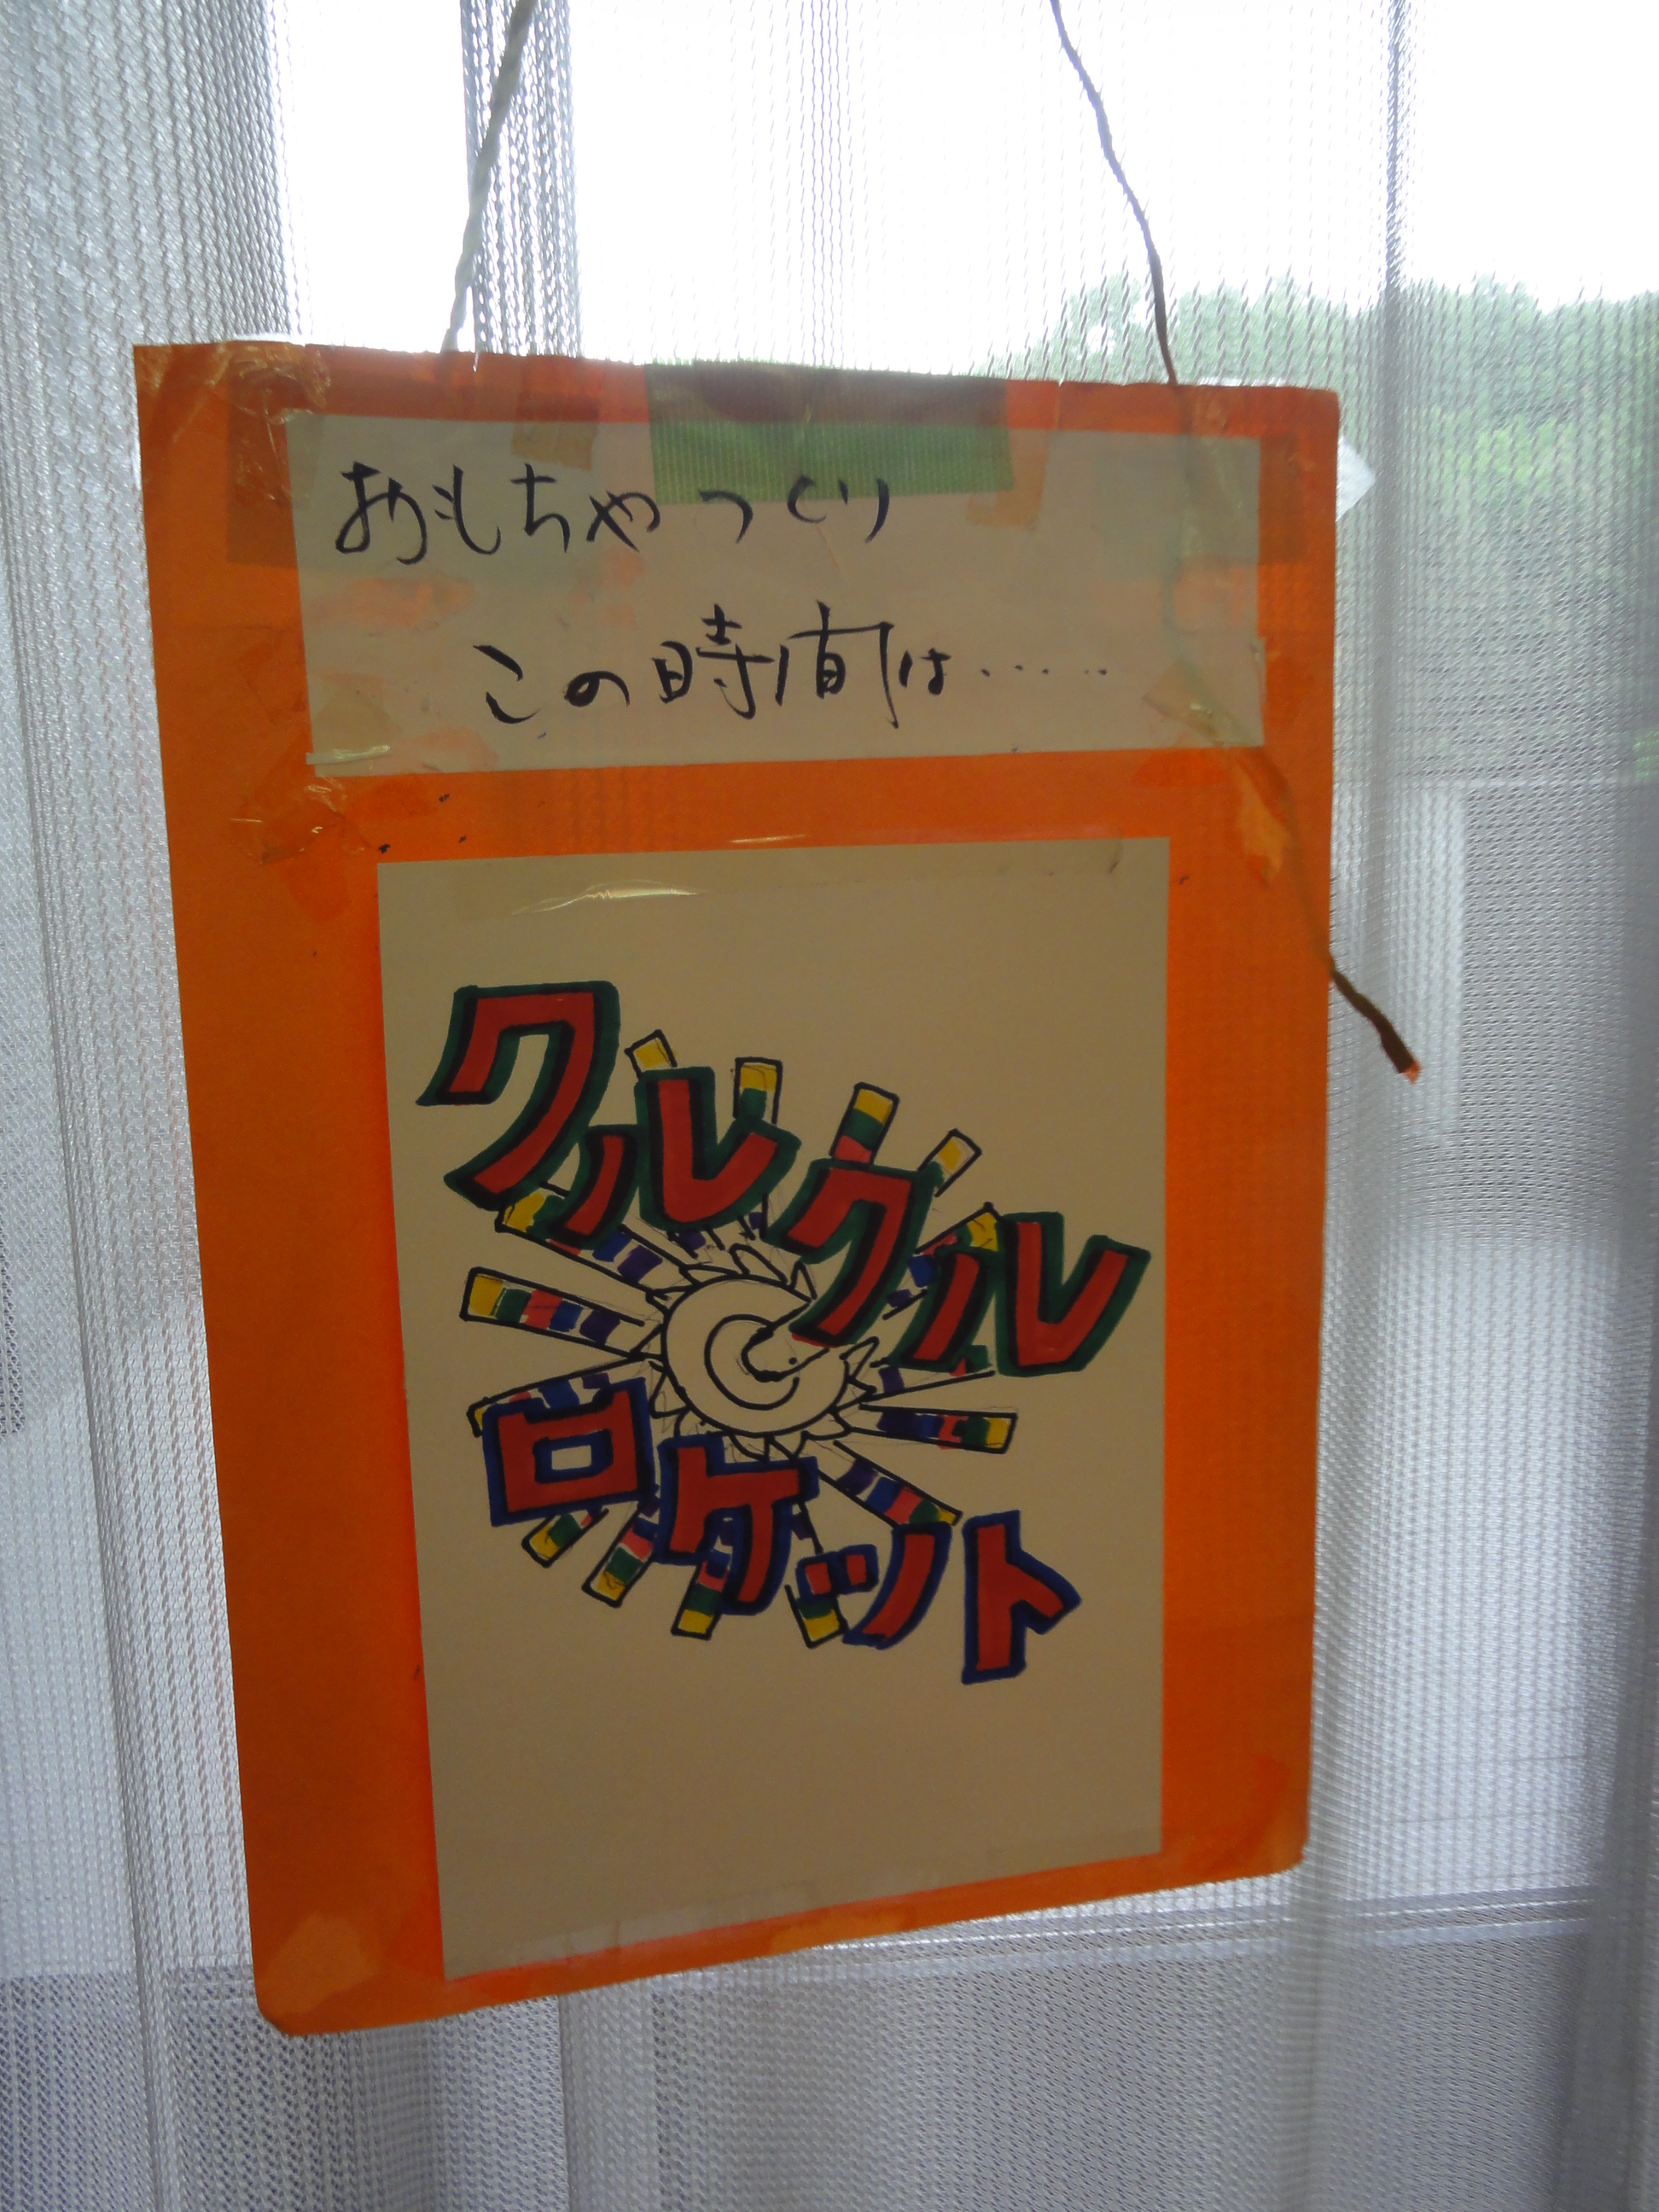 おもちゃつくり
この時間は……
クルクル
ロケット